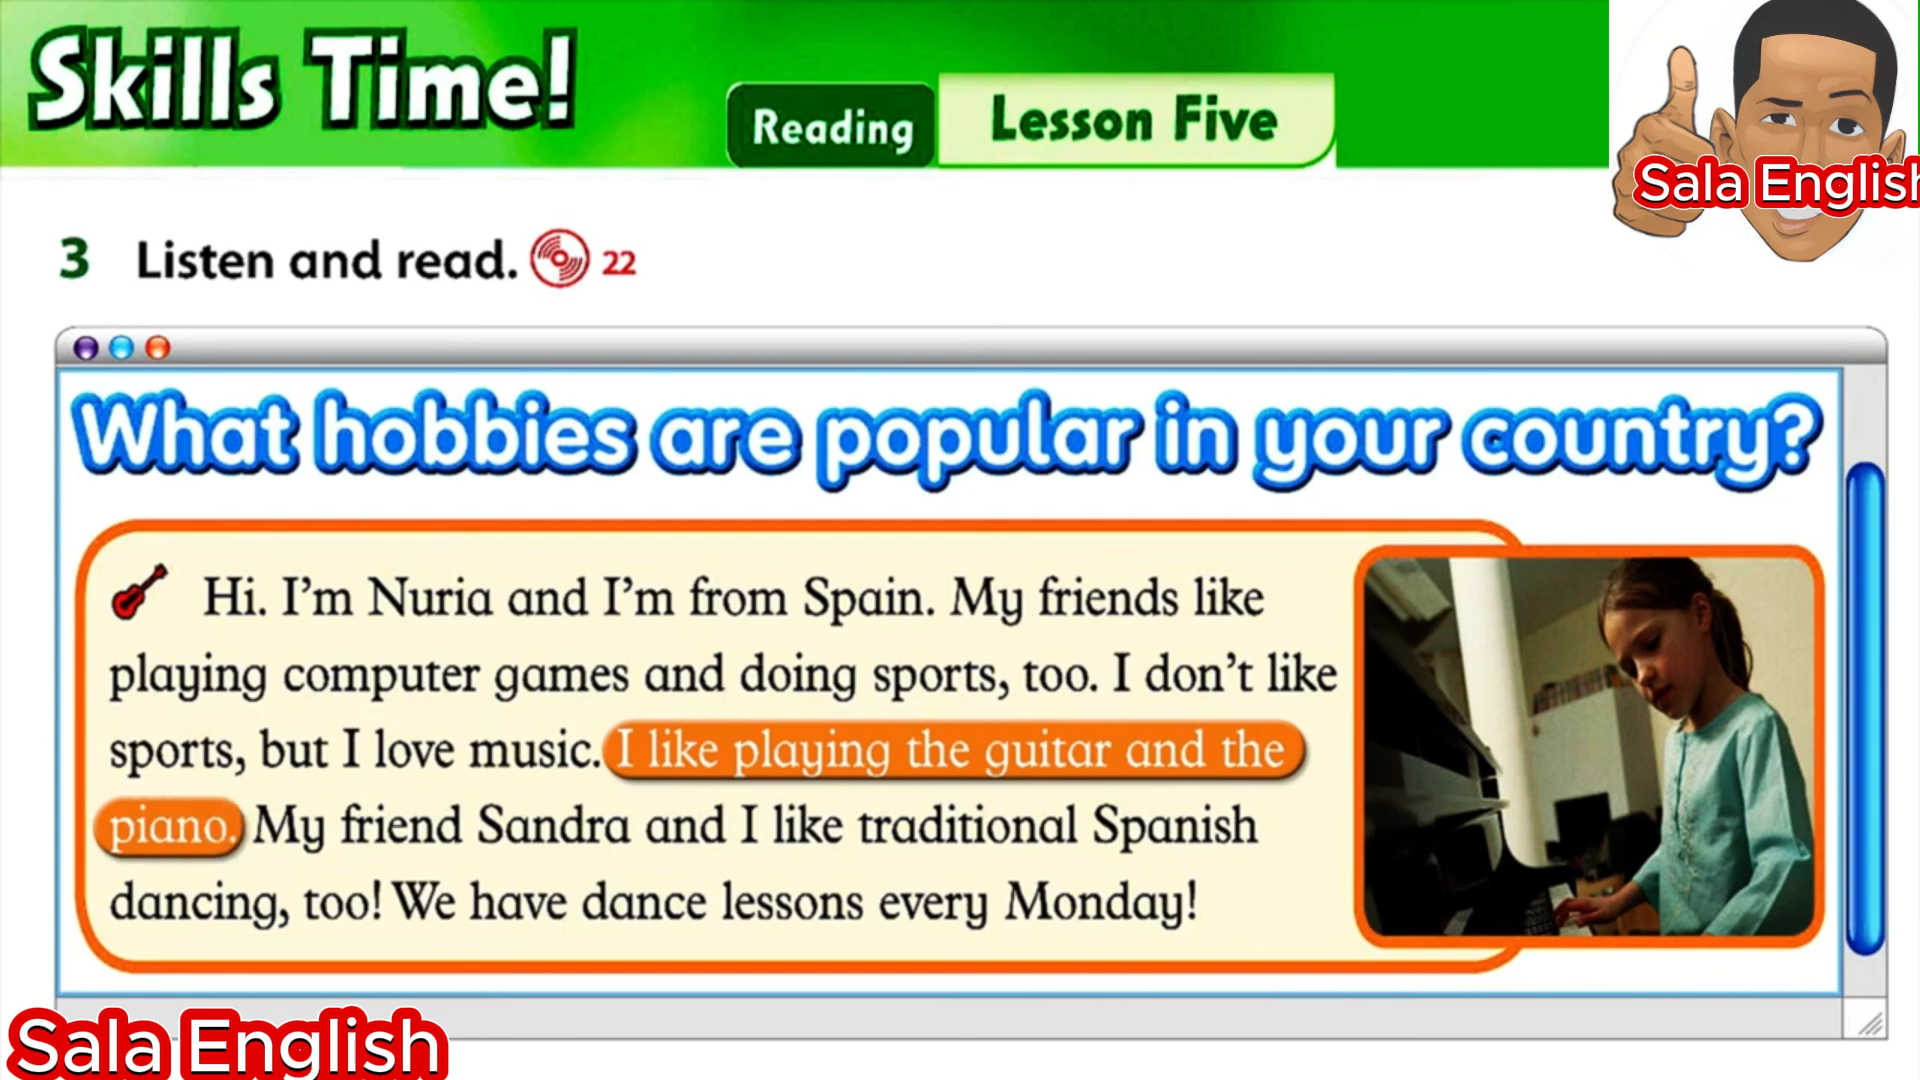 Skills Time!
Reading
Lesson Five
Sala English
3 Listen and read. 22
What hobbies are popular in your country?
Hi. I'm Nuria and I'm from Spain. My friends like
playing computer games and doing sports, too. I don't like
sports, but I love music. I like playing the guitar and the
piano. My friend Sandra and I like traditional Spanish
dancing, too! We have dance lessons every Monday!
Sala English